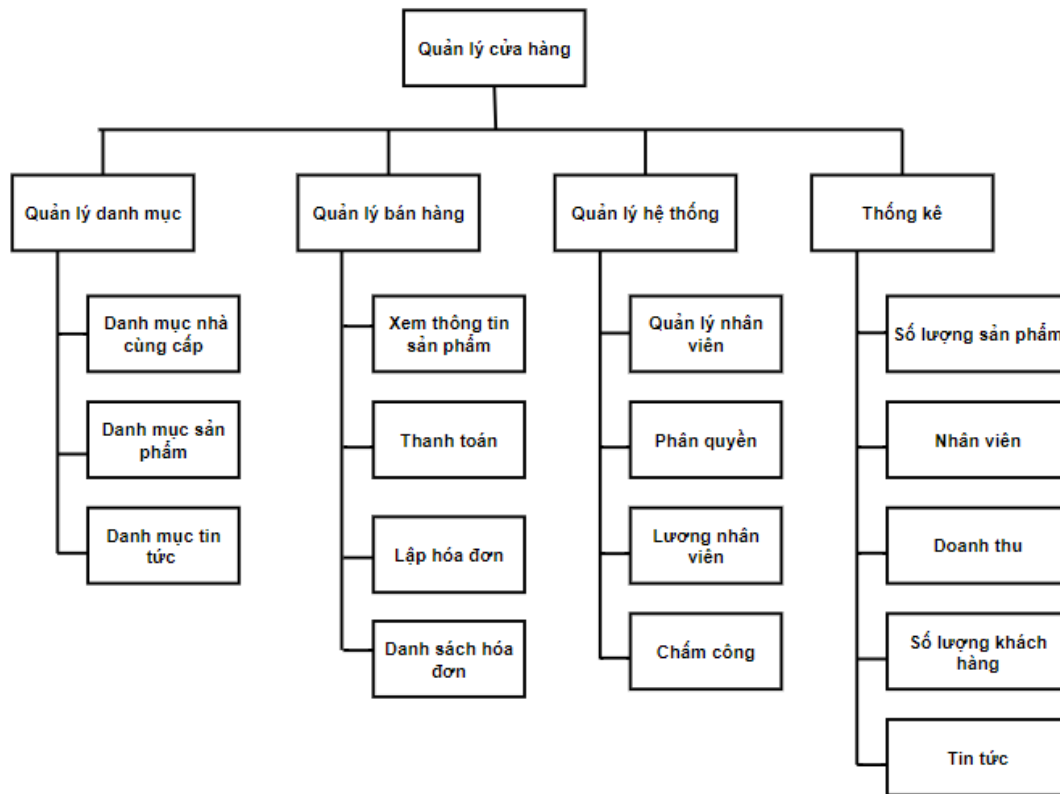 Quản lý cửa hàng
Quản lý danh mục
Quản lý bán hàng
Quản lý hệ thống
Thống kê
Danh mục nhà
cùng cấp
Danh mục sản
phẩm
Danh mục tin
tức
Xem thông tin
sản phẩm
Thanh toán
Lập hóa đơn
Danh sách hóa
đơn
Quản lý nhân
viên
Phân quyền
Lương nhân
viên
Chấm công
Số lượng sản phẩm
Nhân viên
Doanh thu
Số lượng khách
hàng
Tin tức